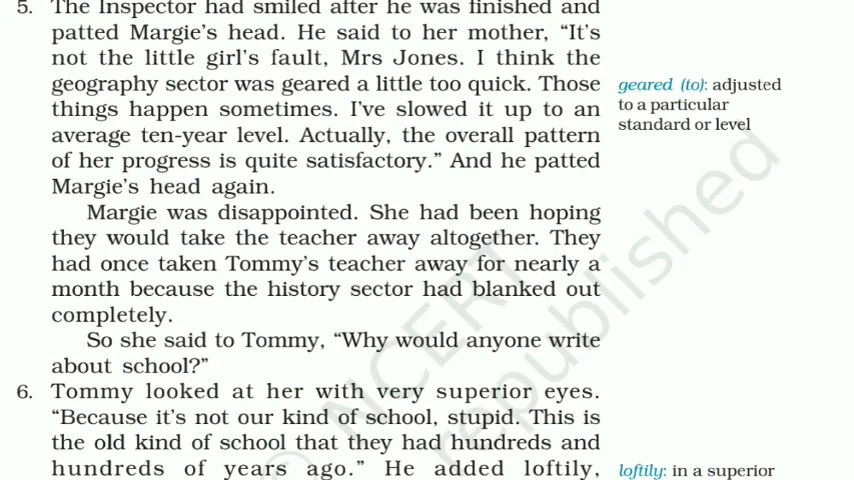 5. The Inspector had smiled after he was finished and
patted Margie's head. He said to her mother, “It's
not the little girl's fault, Mrs Jones. I think the
geography sector was geared a little too quick. Those
things happen sometimes. I've slowed it up to an
average ten-year level. Actually, the overall pattern
of her progress is quite satisfactory.” And he patted
Margie's head again.
geared (to): adjusted
to a particular
standard or level
Margie was disappointed. She had been hoping
they would take the teacher away altogether. They
had once taken Tommy's teacher away for nearly a
month because the history sector had blanked out
completely.
So she said to Tommy, “Why would anyone write
about school?”
6. Tommy looked at her with very superior eyes.
“Because it's not our kind of school, stupid. This is
the old kind of school that they had hundreds and
hundreds of years ago.” He added loftily,
loftily: in a superior
© NCERT
republished